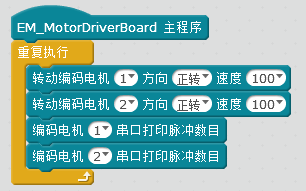 EM_MotorDriverBoard 主程序
重复执行
转动编码电机 1 方向 正转 速度 100
转动编码电机 2 方向 正转 速度 100
编码电机 1 串口打印脉冲数目
编码电机 2 串口打印脉冲数目